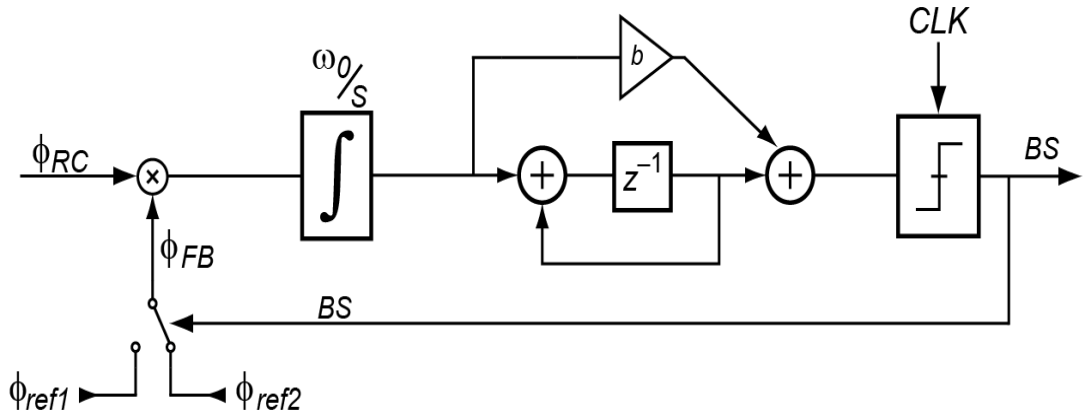 CLK
ω0/S
b
ϕRC
×
∫
+
z–1
+
BS
ϕFB
BS
ϕref1
ϕref2